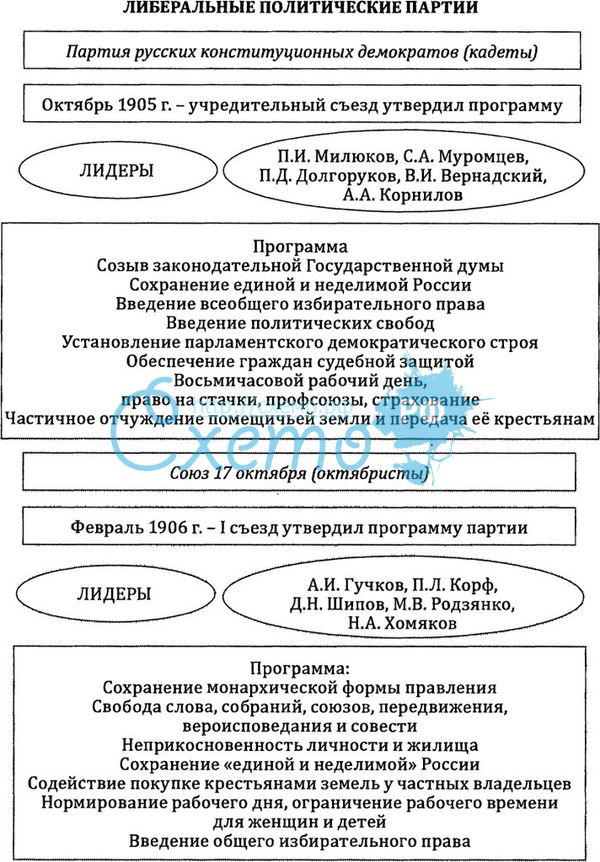 ЛИБЕРАЛЬНЫЕ ПОЛИТИЧЕСКИЕ ПАРТИИ
Партия русских конституционных демократов (кадеты)
Октябрь 1905 г. – учредительный съезд утвердил программу
ЛИДЕРЫ
П.И. Милюков, С.А. Муромцев,
П.Д. Долгоруков, В.И. Вернадский,
А.А. Корнилов
Программа
Созыв законодательной Государственной думы
Сохранение единой и неделимой России
Введение всеобщего избирательного права
Введение политических свобод
Установление парламентского демократического строя
Обеспечение граждан судебной защитой
Восьмичасовой рабочий день,
право на стачки, профсоюзы, страхование
Частичное отчуждение помещичьей земли и передача её крестьянам
Схемо
РФ
Союз 17 октября (октябристы)
Февраль 1906 г. – I съезд утвердил программу партии
ЛИДЕРЫ
А.И. Гучков, П.Л. Корф,
Д.Н. Шипов, М.В. Родзянко,
Н.А. Хомяков
Программа:
Сохранение монархической формы правления
Свобода слова, собраний, союзов, передвижения,
вероисповедания и совести
Неприкосновенность личности и жилища
Сохранение «единой и неделимой» России
Содействие покупке крестьянами земель у частных владельцев
Нормирование рабочего дня, ограничение рабочего времени
для женщин и детей
Введение общего избирательного права